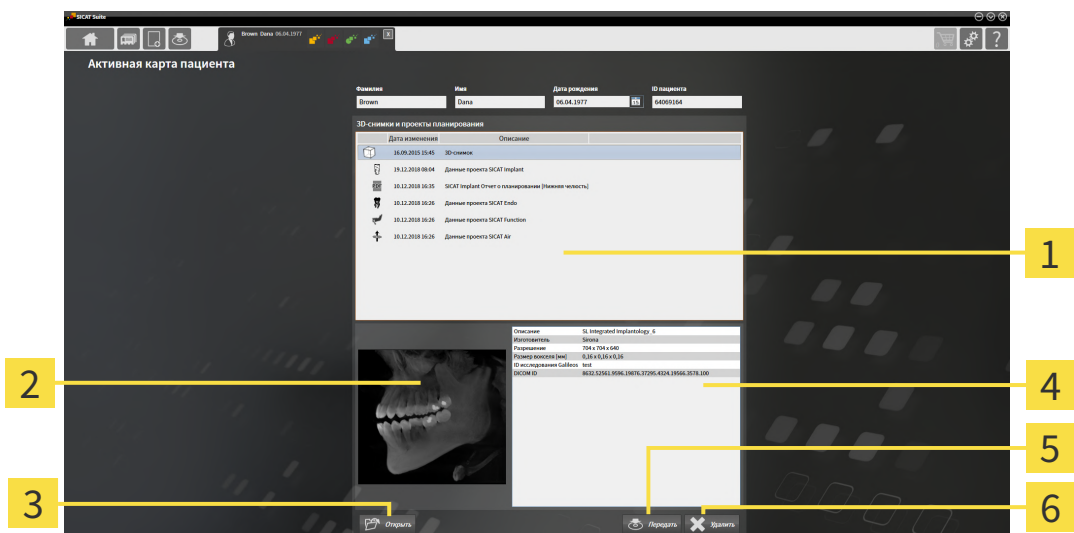 SICAT Suite
Brown Dana 06.04.1977
x
?
Активная карта пациента
Фамилия Имя Дата рождения ID пациента
Brown Dana 06.04.1977 15 64069164
3D-снимки и проекты планирования
Дата изменения Описание
16.09.2015 15:45 3D-снимок
19.12.2018 08:04 Данные проекта SICAT Implant
10.12.2018 16:35 SICAT Implant Отчет о планировании [Нижняя челюсть]
10.12.2018 16:26 Данные проекта SICAT Endo
10.12.2018 16:26 Данные проекта SICAT Function
10.12.2018 16:26 Данные проекта SICAT Air
1
Описание SL Integrated Implantology_6
Изготовитель Sirona
Разрешение 704 x 704 x 640
Размер вокселя [мм] 0,16 x 0,16 x 0,16
ID исследования Galileos test
DICOM ID 8632.52561.9596.19876.37295.4324.19566.3578.100
2
4
5
3
Открыть Передать Удалить
6